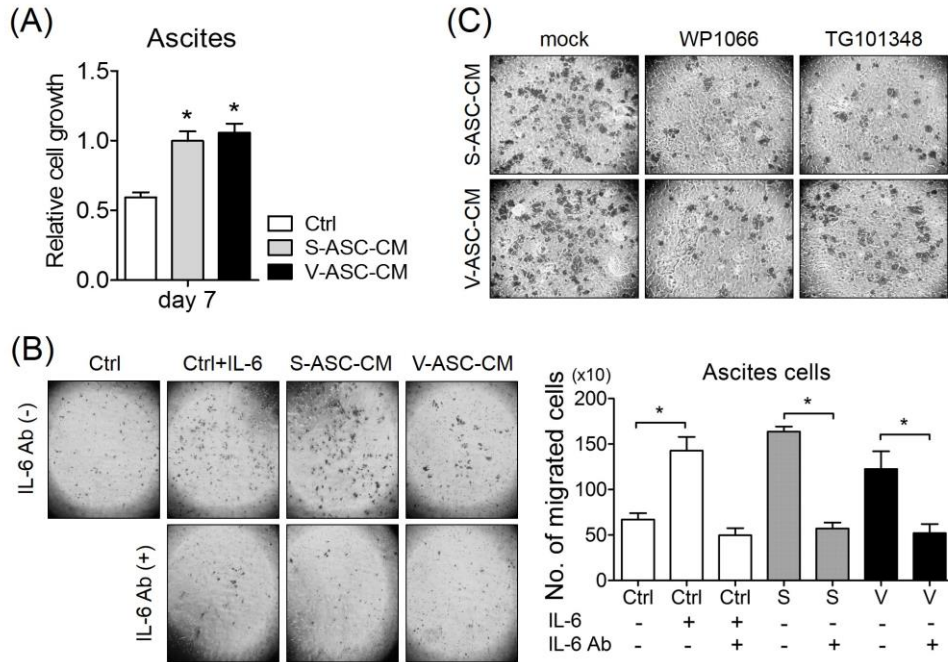 (A)
Ascites
Relative cell growth
1.5
1.0
0.5
0.0
* *
day 7
Ctrl
S-ASC-CM
V-ASC-CM
(C)
mock WP1066 TG101348
S-ASC-CM
V-ASC-CM
(B)
Ctrl Ctrl+IL-6 S-ASC-CM V-ASC-CM
IL-6 Ab (-)
IL-6 Ab (+)
Ascites cells
(x10)
No. of migrated cells
200
150
100
50
0
* * *
Ctrl Ctrl Ctrl S S V V
IL-6 - + + - - - -
IL-6 Ab - - + - + - +